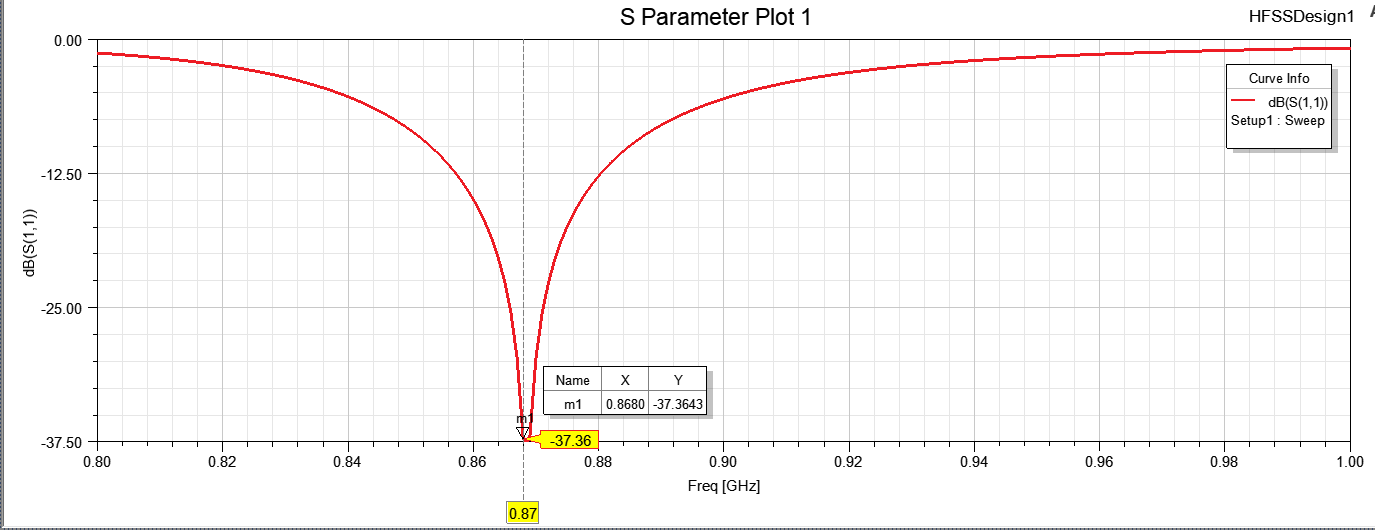 S Parameter Plot 1
HFSSDesign1
0.00
-12.50
-25.00
-37.50
dB(S(1,1))
Curve Info
dB(S(1,1))
Setup1 : Sweep
Name X Y
m1 0.8680 -37.3643
m1
-37.36
0.80 0.82 0.84 0.86 0.88 0.90 0.92 0.94 0.96 0.98 1.00
Freq [GHz]
0.87